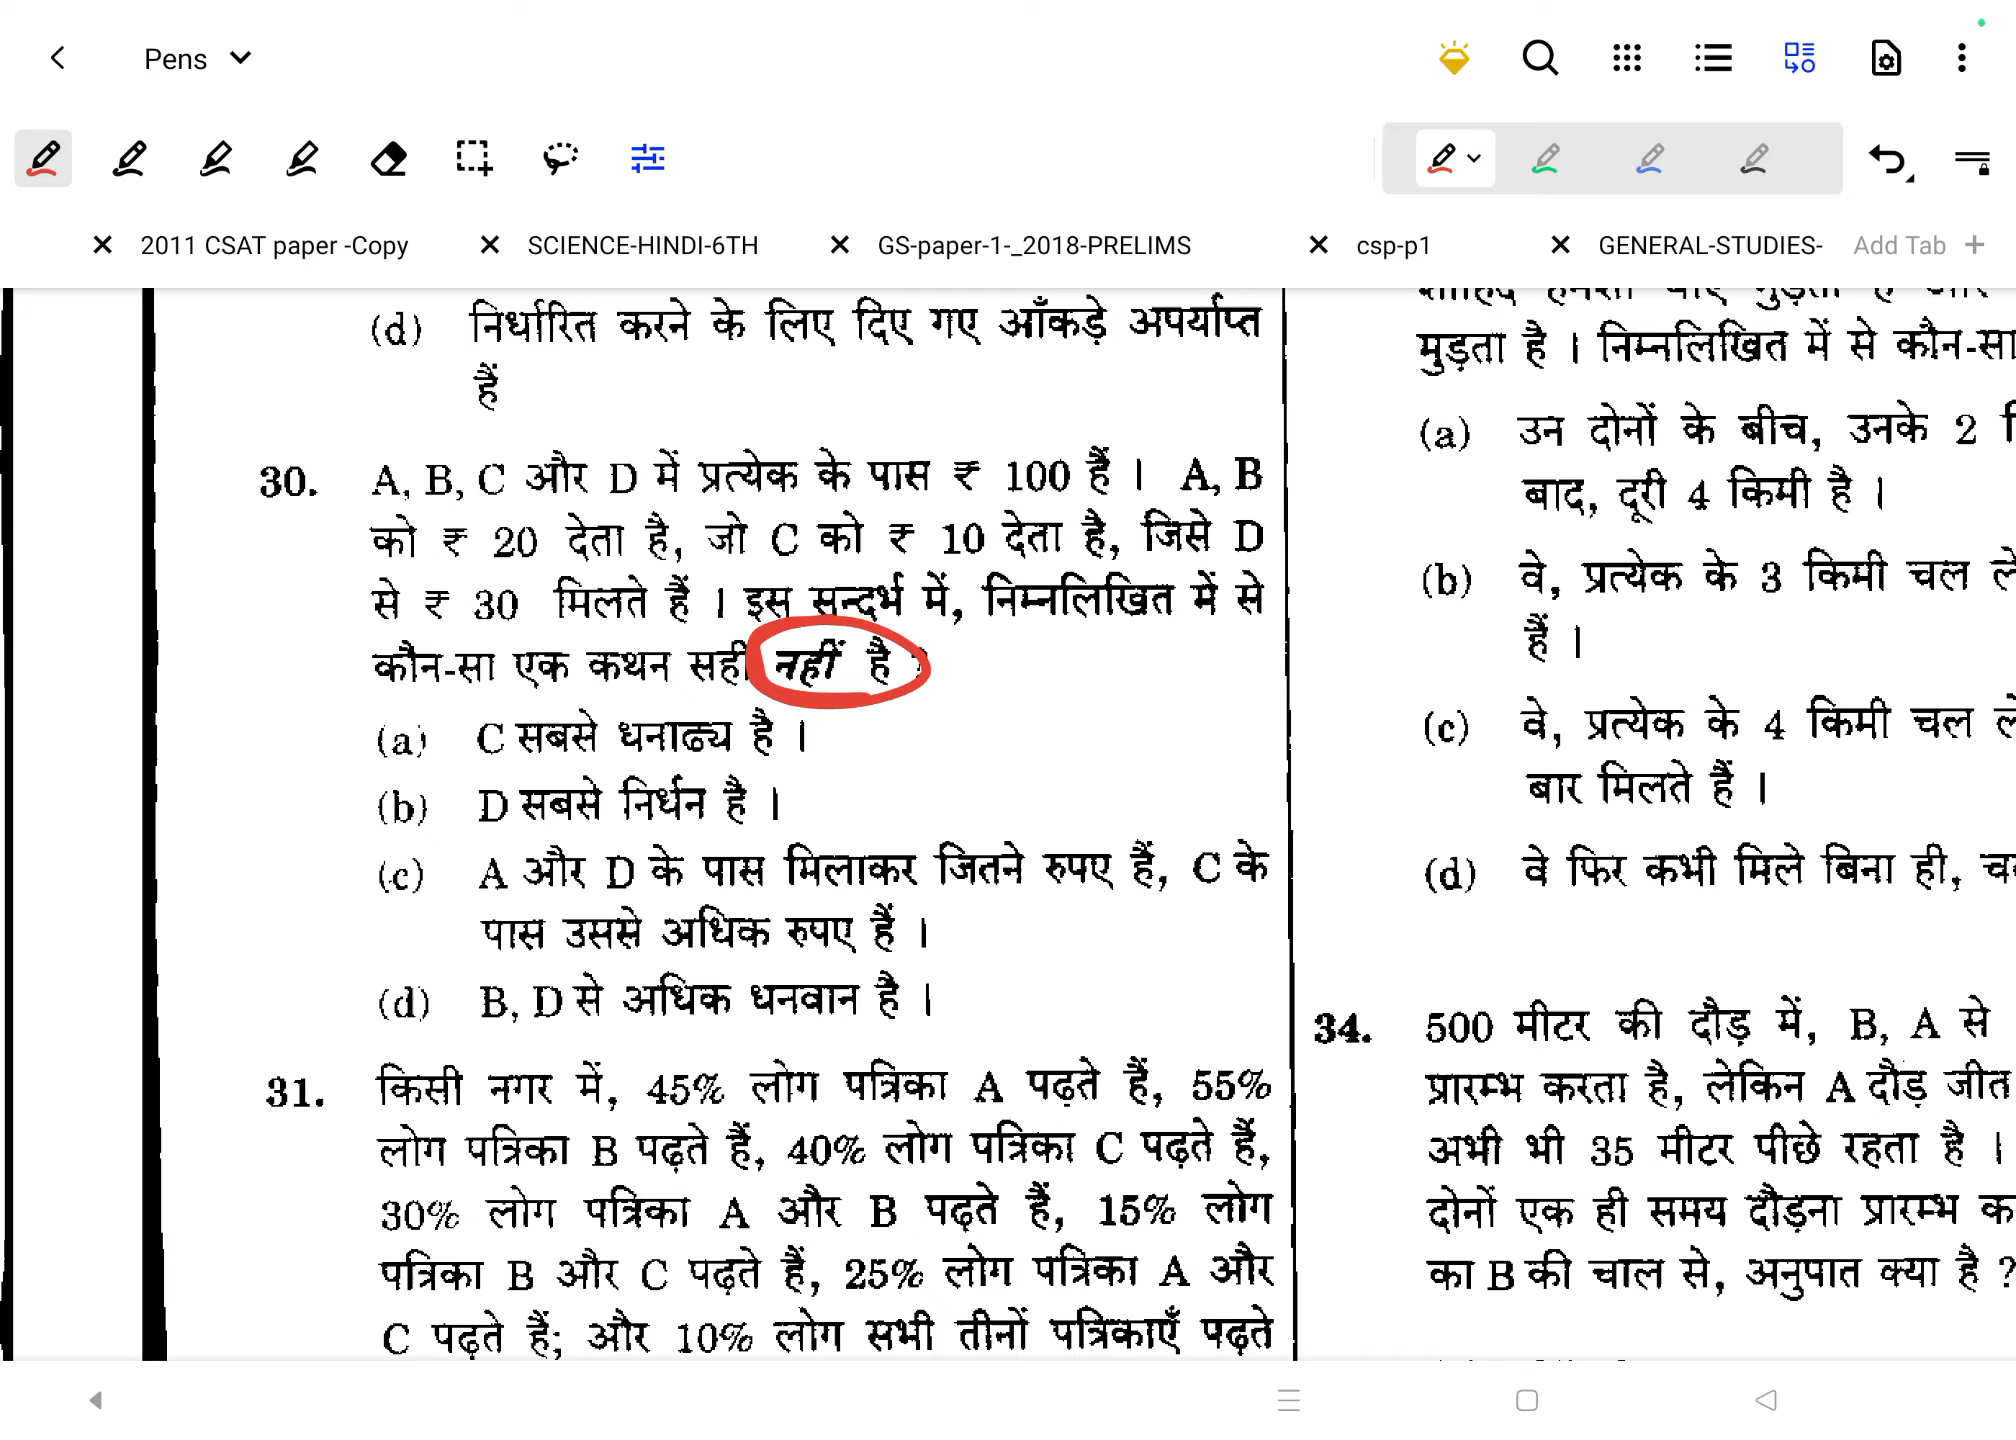 Pens
2011 CSAT paper -Copy
SCIENCE-HINDI-6TH
GS-paper-1-_2018-PRELIMS
csp-p1
GENERAL-STUDIES-
Add Tab +
(d) निर्धारित करने के लिए दिए गए आँकड़े अपर्याप्त
हैं
30. A, B, C और D में प्रत्येक के पास ₹ 100 हैं । A, B
को ₹ 20 देता है, जो C को ₹ 10 देता है, जिसे D
से ₹ 30 मिलते हैं । इस सन्दर्भ में, निम्नलिखित में से
कौन-सा एक कथन सही नहीं है ?
(a) C सबसे धनाढ्य है ।
(b) D सबसे निर्धन है ।
(c) A और D के पास मिलाकर जितने रुपए हैं, C के
पास उससे अधिक रुपए हैं ।
(d) B, D से अधिक धनवान है ।
31. किसी नगर में, 45% लोग पत्रिका A पढ़ते हैं, 55%
लोग पत्रिका B पढ़ते हैं, 40% लोग पत्रिका C पढ़ते हैं,
30% लोग पत्रिका A और B पढ़ते हैं, 15% लोग
पत्रिका B और C पढ़ते हैं, 25% लोग पत्रिका A और
C पढ़ते हैं; और 10% लोग सभी तीनों पत्रिकाएँ पढ़ते
मुड़ता है । निम्नलिखित में से कौन-सा
(a) उन दोनों के बीच, उनके 2
बाद, दूरी 4 किमी है ।
(b) वे, प्रत्येक के 3 किमी चल
हैं ।
(c) वे, प्रत्येक के 4 किमी चल
बार मिलते हैं ।
(d) वे फिर कभी मिले बिना ही,
34. 500 मीटर की दौड़ में, B, A से
प्रारम्भ करता है, लेकिन A दौड़ जीत
अभी भी 35 मीटर पीछे रहता है ।
दोनों एक ही समय दौड़ना प्रारम्भ
का B की चाल से, अनुपात क्या है ?